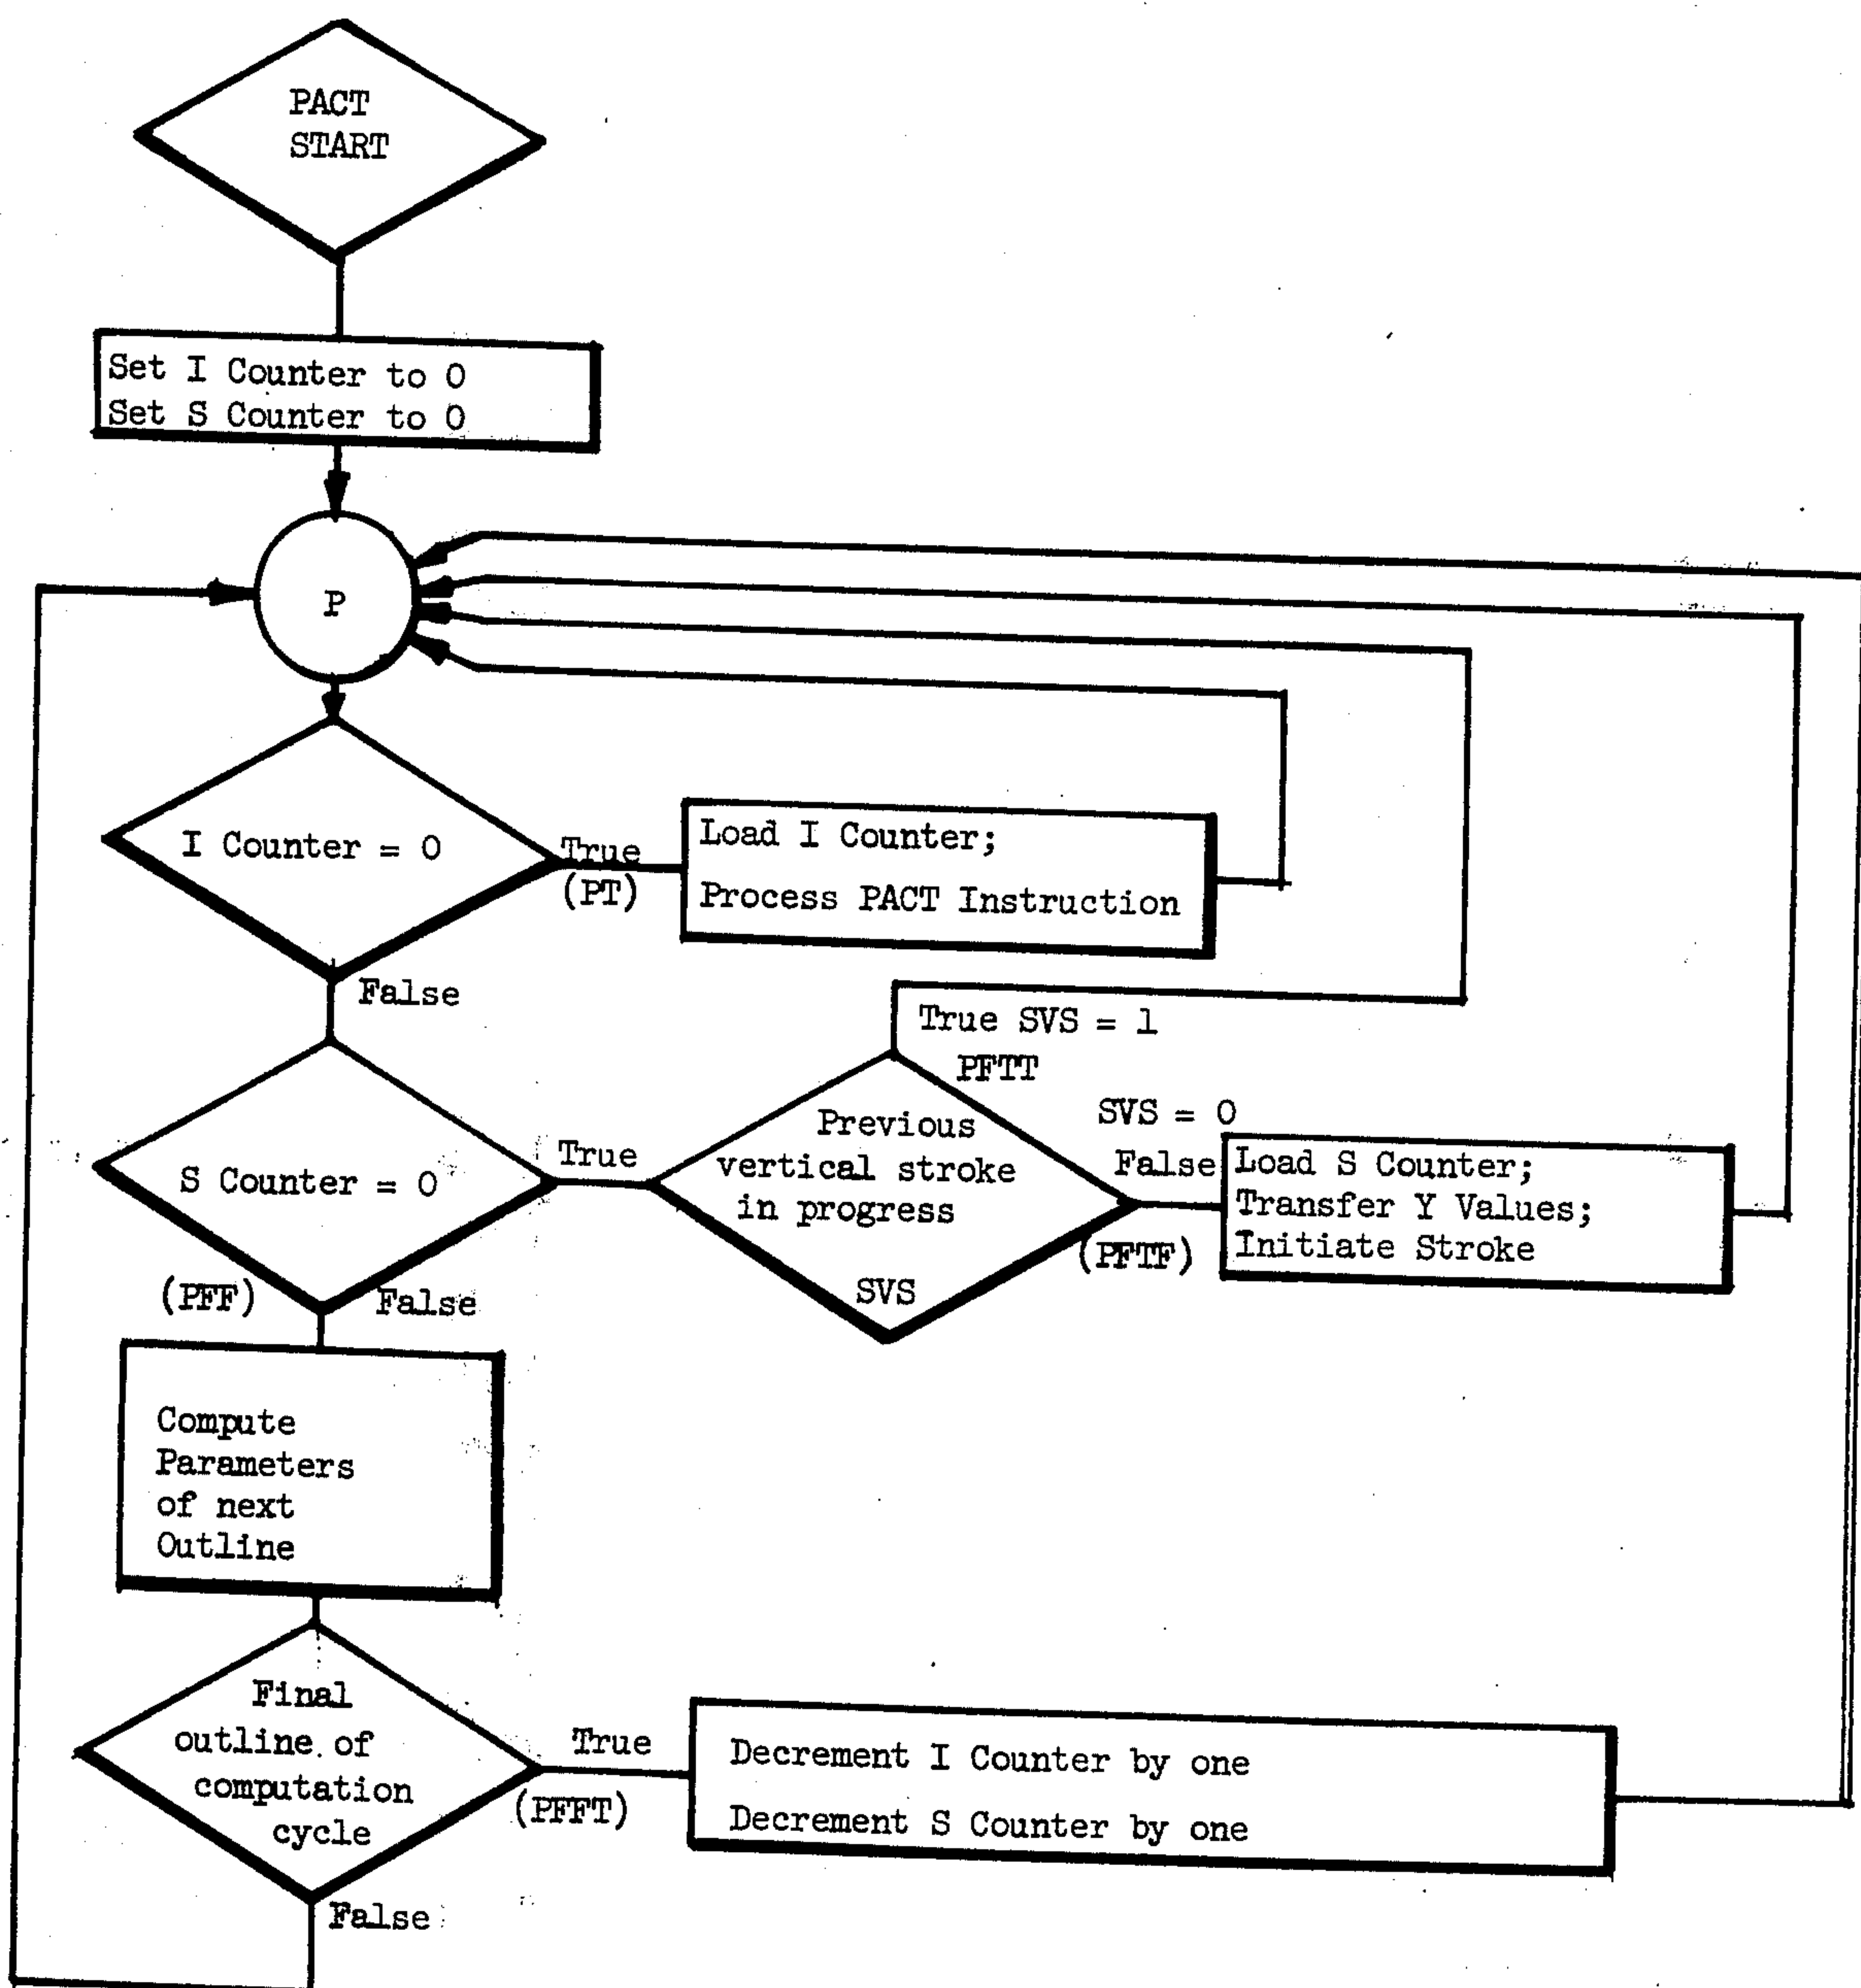 PACT
START
Set I Counter to 0
Set S Counter to 0
P
I Counter = 0
True
(PT)
Load I Counter;
Process PACT Instruction
False
True SVS = 1
PFTT
S Counter = 0
True
Previous
vertical stroke
in progress
SVS
SVS = 0
False
(PFTF)
Load S Counter;
Transfer Y Values;
Initiate Stroke
(PFF)
False
Compute
Parameters
of next
Outline
Final
outline of
computation
cycle
True
(PFFT)
Decrement I Counter by one
Decrement S Counter by one
False